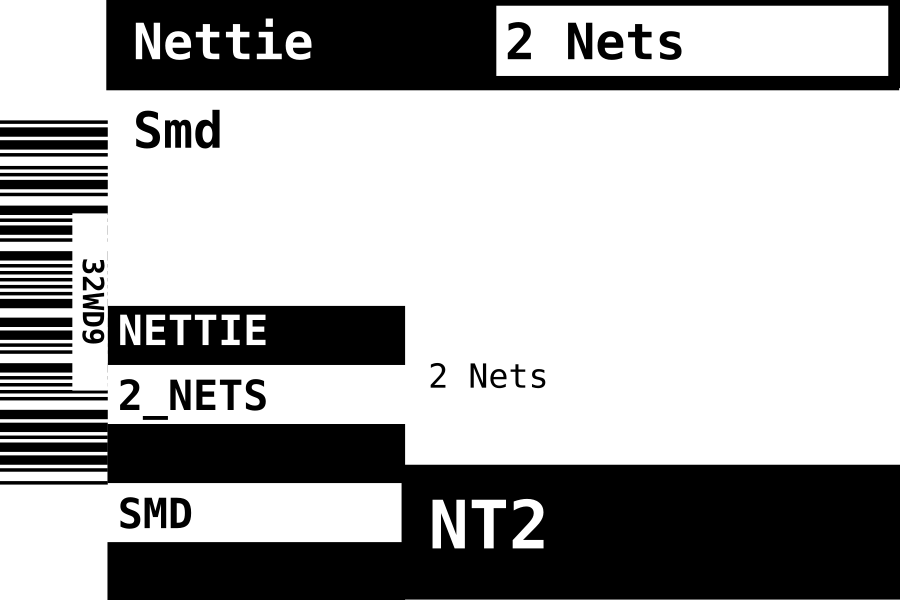 Nettie
2 Nets
Smd
32WD9
NETTIE
2_NETS
2 Nets
SMD
NT2